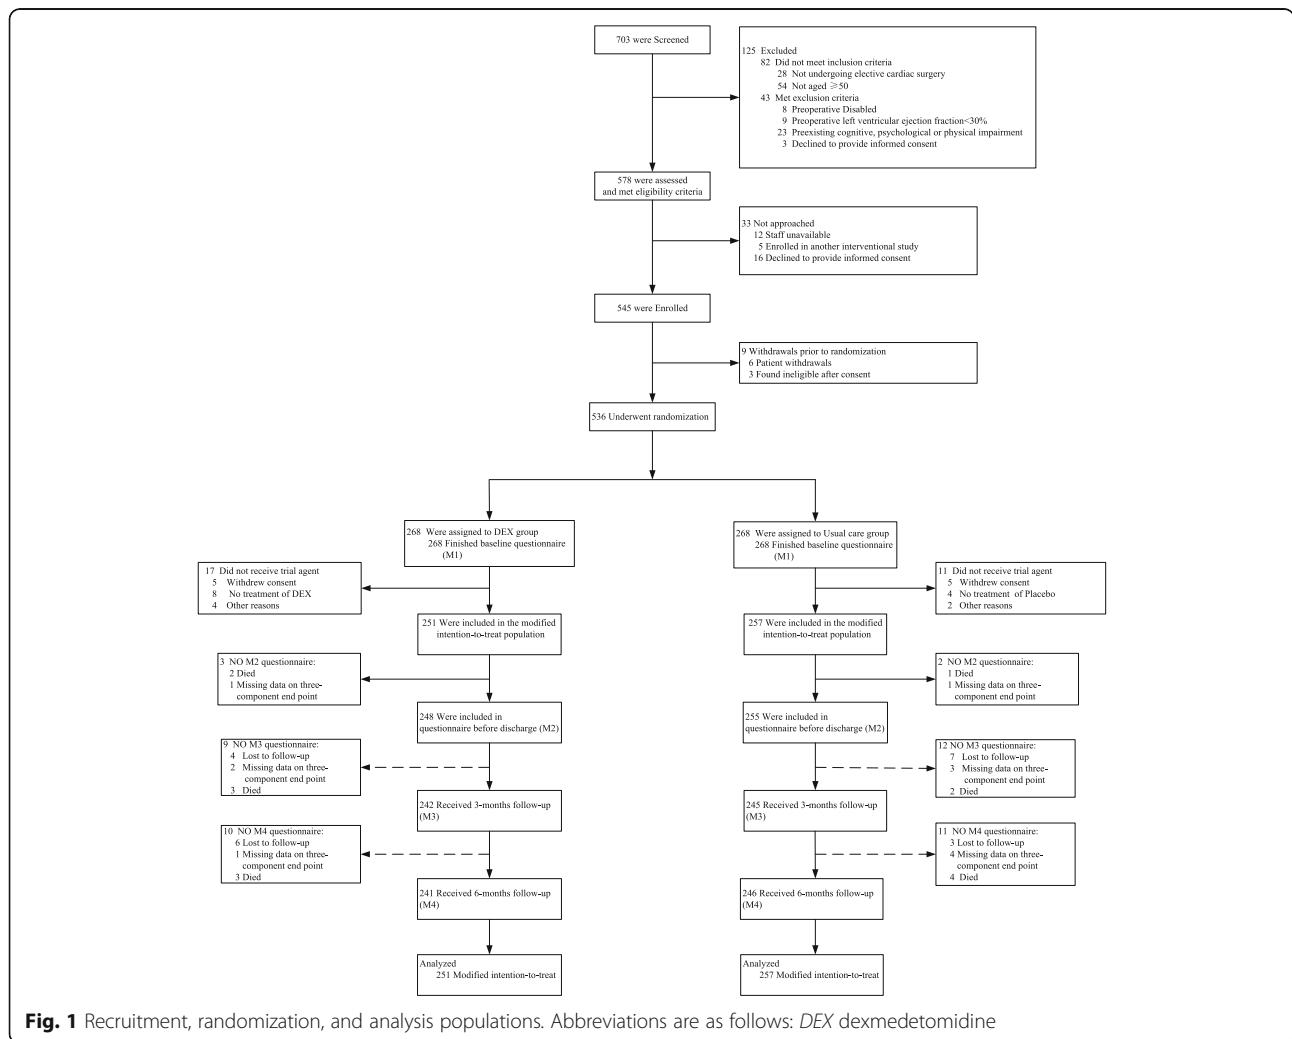 703 were Screened
125 Excluded
82 Did not meet inclusion criteria
28 Not undergoing elective cardiac surgery
54 Not aged ≥50
43 Met exclusion criteria
8 Preoperative Disabled
9 Preoperative left ventricular ejection fraction<30%
23 Preexisting cognitive, psychological or physical impairment
3 Declined to provide informed consent
578 were assessed
and met eligibility criteria
33 Not approached
12 Staff unavailable
5 Enrolled in another interventional study
16 Declined to provide informed consent
545 were Enrolled
9 Withdrawals prior to randomization
6 Patient withdrawals
3 Found ineligible after consent
536 Underwent randomization
268 Were assigned to DEX group
268 Finished baseline questionnaire
(M1)
268 Were assigned to Usual care group
268 Finished baseline questionnaire
(M1)
17 Did not receive trial agent
5 Withdrew consent
8 No treatment of DEX
4 Other reasons
11 Did not receive trial agent
5 Withdrew consent
4 No treatment of Placebo
2 Other reasons
251 Were included in the modified
intention-to-treat population
257 Were included in the modified
intention-to-treat population
3 NO M2 questionnaire:
2 Died
1 Missing data on three-
component end point
2 NO M2 questionnaire:
1 Died
1 Missing data on three-
component end point
248 Were included in
questionnaire before discharge (M2)
255 Were included in
questionnaire before discharge (M2)
9 NO M3 questionnaire:
4 Lost to follow-up
2 Missing data on three-
component end point
3 Died
12 NO M3 questionnaire:
7 Lost to follow-up
3 Missing data on three-
component end point
2 Died
242 Received 3-months follow-up
(M3)
245 Received 3-months follow-up
(M3)
10 NO M4 questionnaire:
6 Lost to follow-up
1 Missing data on three-
component end point
3 Died
11 NO M4 questionnaire:
3 Lost to follow-up
4 Missing data on three-
component end point
4 Died
241 Received 6-months follow-up
(M4)
246 Received 6-months follow-up
(M4)
Analyzed
251 Modified intention-to-treat
Analyzed
257 Modified intention-to-treat
Fig. 1 Recruitment, randomization, and analysis populations. Abbreviations are as follows: DEX dexmedetomidine